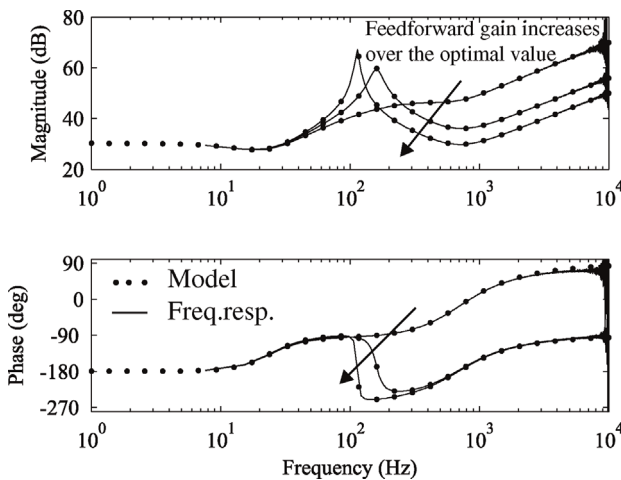 80
60
40
20
Magnitude (dB)
Feedforward gain increases
over the optimal value
10^0
10^1
10^2
10^3
10^4
90
0
-90
-180
-270
Phase (deg)
Model
Freq.resp.
10^0
10^1
10^2
10^3
10^4
Frequency (Hz)